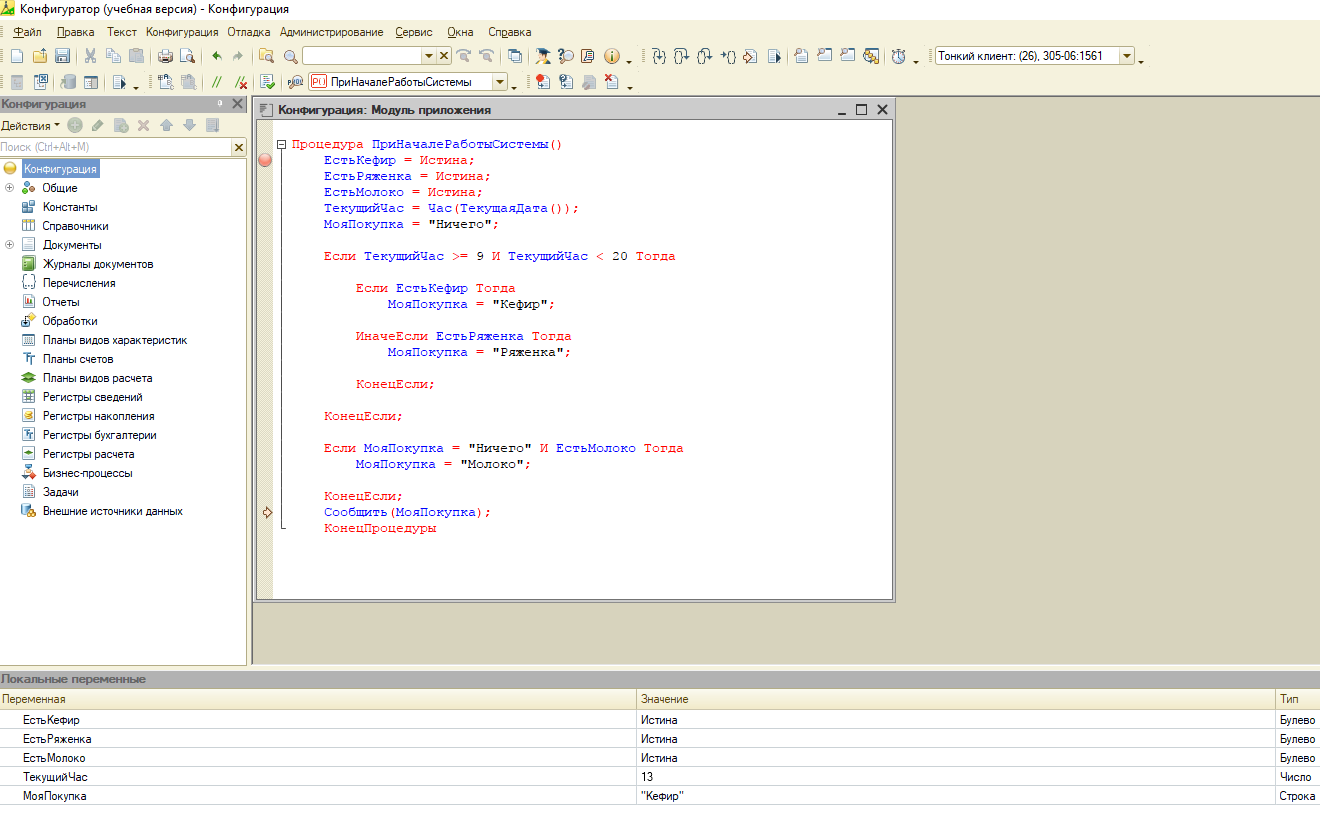 Конфигуратор (учебная версия) - Конфигурация
Файл Правка Текст Конфигурация Отладка Администрирование Сервис Окна Справка
Тонкий клиент: (26), 305-06:1561
ПриНачалеРаботыСистемы
Конфигурация
Действия
Поиск (Ctrl+Alt+M)
Конфигурация
Общие
Константы
Справочники
Документы
Журналы документов
Перечисления
Отчеты
Обработки
Планы видов характеристик
Планы счетов
Планы видов расчета
Регистры сведений
Регистры накопления
Регистры бухгалтерии
Регистры расчета
Бизнес-процессы
Задачи
Внешние источники данных
Конфигурация: Модуль приложения
Процедура ПриНачалеРаботыСистемы()
ЕстьКефир = Истина;
ЕстьРяженка = Истина;
ЕстьМолоко = Истина;
ТекущийЧас = Час(ТекущаяДата());
МояПокупка = "Ничего";
Если ТекущийЧас >= 9 И ТекущийЧас < 20 Тогда
Если ЕстьКефир Тогда
МояПокупка = "Кефир";
ИначеЕсли ЕстьРяженка Тогда
МояПокупка = "Ряженка";
КонецЕсли;
КонецЕсли;
Если МояПокупка = "Ничего" И ЕстьМолоко Тогда
МояПокупка = "Молоко";
КонецЕсли;
Сообщить(МояПокупка);
КонецПроцедуры
Локальные переменные
Переменная Значение Тип
ЕстьКефир Истина Булево
ЕстьРяженка Истина Булево
ЕстьМолоко Истина Булево
ТекущийЧас 13 Число
МояПокупка "Кефир" Строка